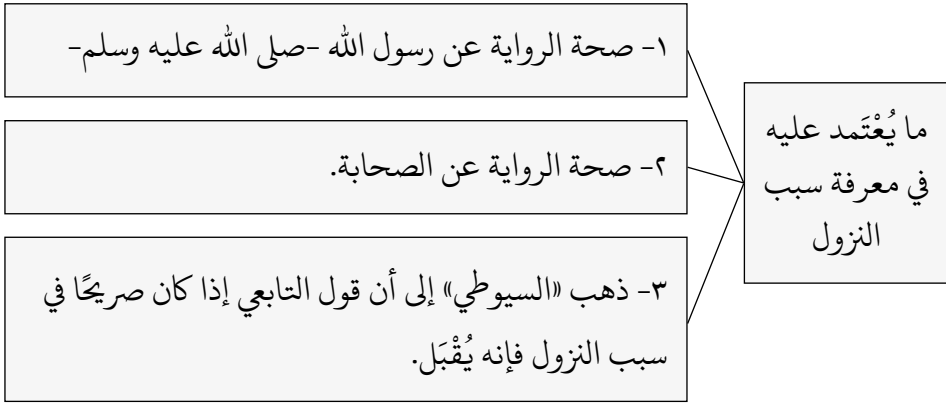 ما يُعْتَمد عليه
في معرفة سبب
النزول
١- صحة الرواية عن رسول الله -صلى الله عليه وسلم-
٢- صحة الرواية عن الصحابة.
٣- ذهب «السيوطي» إلى أن قول التابعي إذا كان صريحًا في
سبب النزول فإنه يُقْبَل.